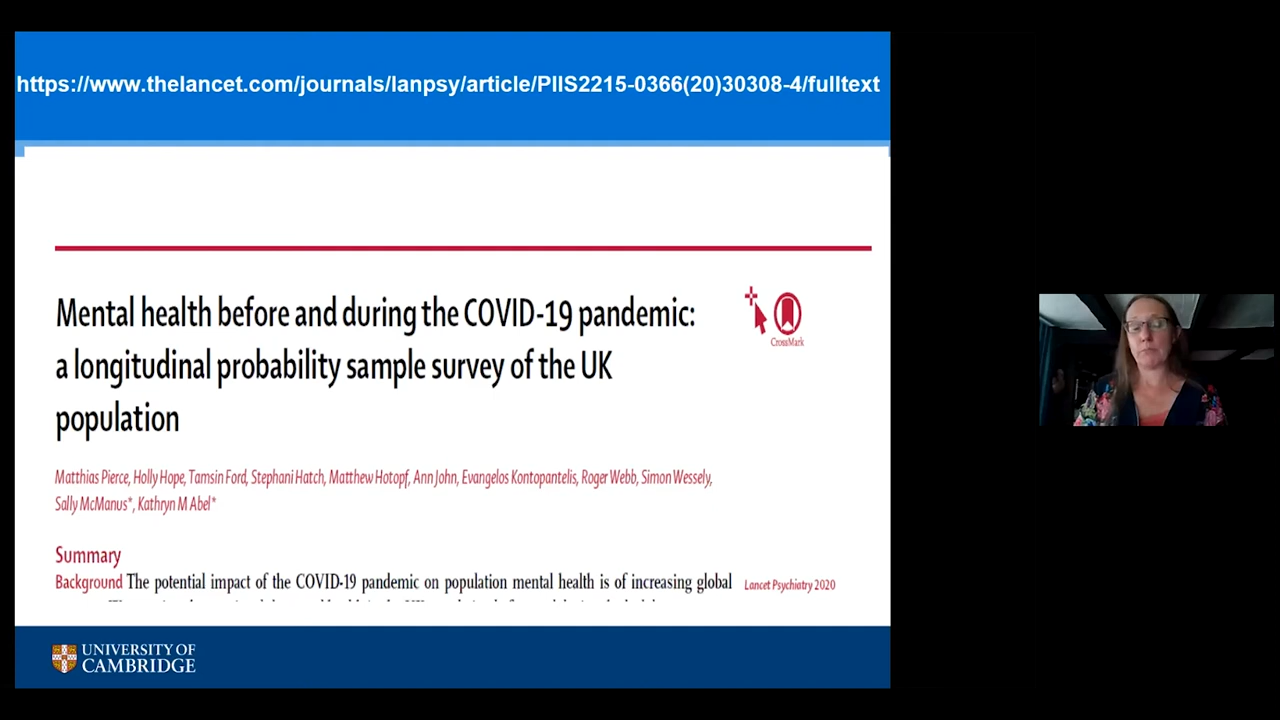 https://www.thelancet.com/journals/lanpsy/article/PIIS2215-0366(20)30308-4/fulltext
Mental health before and during the COVID-19 pandemic:
a longitudinal probability sample survey of the UK
population
CrossMark
Matthias Pierce, Holly Hope, Tamsin Ford, Stephani Hatch, Matthew Hotopf, Ann John, Evangelos Kontopantelis, Roger Webb, Simon Wessely,
Sally McManus*, Kathryn M Abel*
Summary
Background The potential impact of the COVID-19 pandemic on population mental health is of increasing global
Lancet Psychiatry 2020
UNIVERSITY OF
CAMBRIDGE